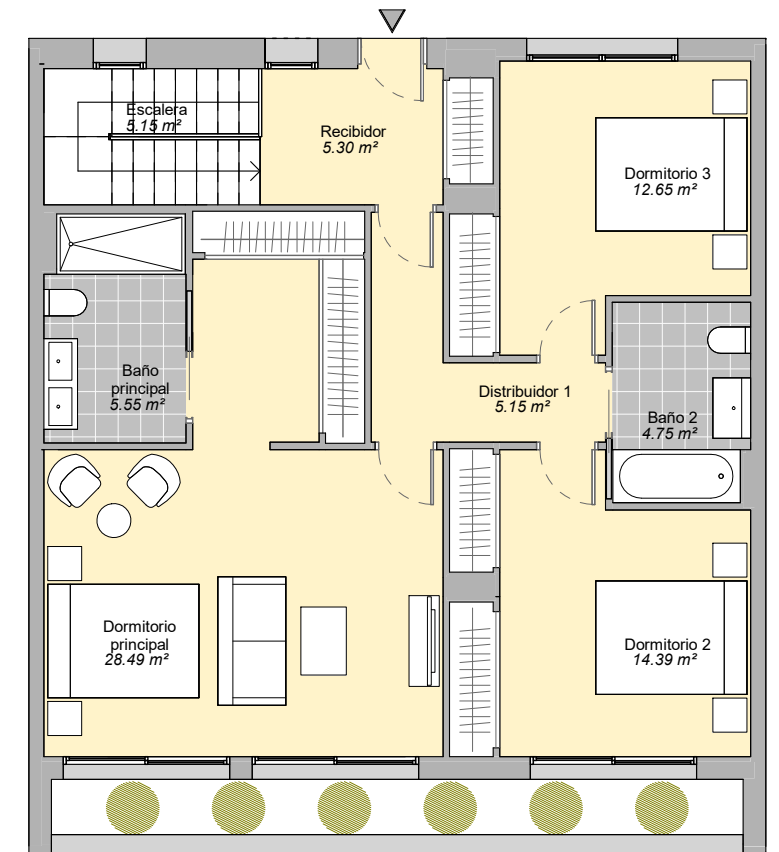 Escalera
5.15 m²
Recibidor
5.30 m²
Dormitorio 3
12.65 m²
Baño
principal
5.55 m²
Distribuidor 1
5.15 m²
Baño 2
4.75 m²
Dormitorio
principal
28.49 m²
Dormitorio 2
14.39 m²